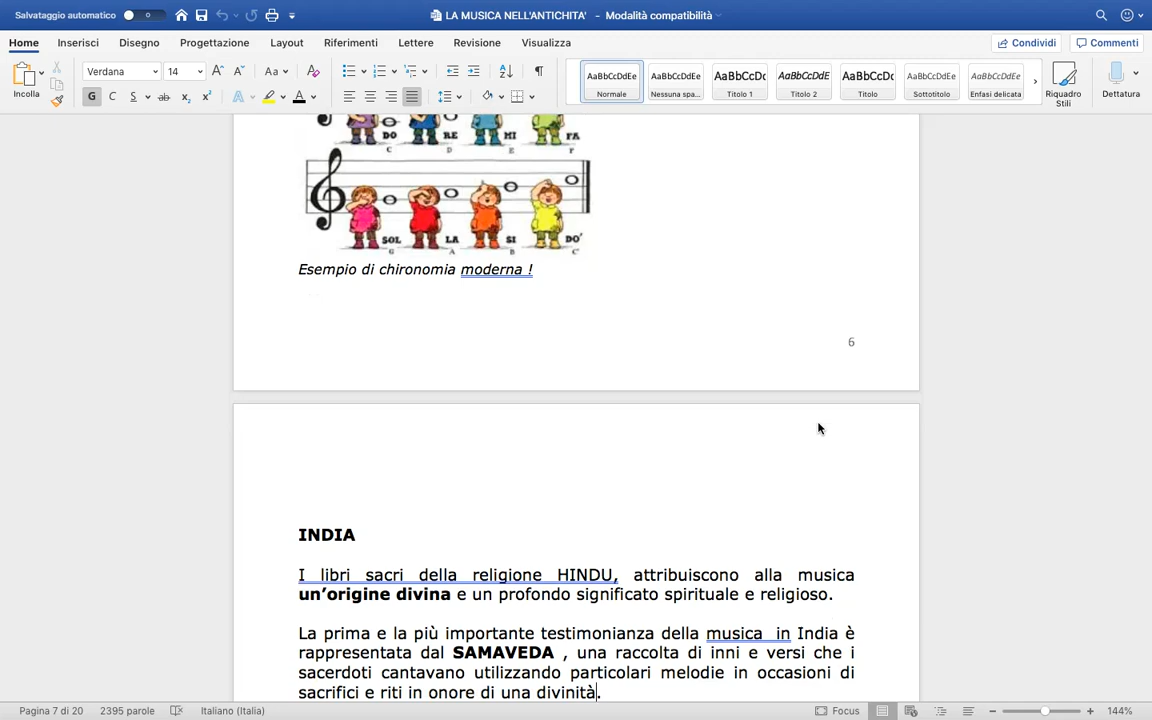 Salvataggio automatico
LA MUSICA NELL'ANTICHITA' - Modalità compatibilità
Home Inserisci Disegno Progettazione Layout Riferimenti Lettere Revisione Visualizza
Condividi Commenti
Incolla
Verdana 14 Aa
G C S ab x₂ x² A A
AaBbCcDdEe AaBbCcDdEe AaBbCcDc AaBbCcDdE AaBbCcDc AaBbCcDdEe AaBbCcDdEe
Normale Nessuna spa... Titolo 1 Titolo 2 Titolo Sottotitolo Enfasi delicata
Riquadro Stili
Dettatura
DO RE MI FA
C D E F
SOL LA SI DO'
G A B C'
Esempio di chironomia moderna !
6
INDIA
I libri sacri della religione HINDU, attribuiscono alla musica
un'origine divina e un profondo significato spirituale e religioso.
La prima e la più importante testimonianza della musica in India è
rappresentata dal SAMAVEDA , una raccolta di inni e versi che i
sacerdoti cantavano utilizzando particolari melodie in occasioni di
sacrifici e riti in onore di una divinità.
Pagina 7 di 20 2395 parole Italiano (Italia) Focus 144%